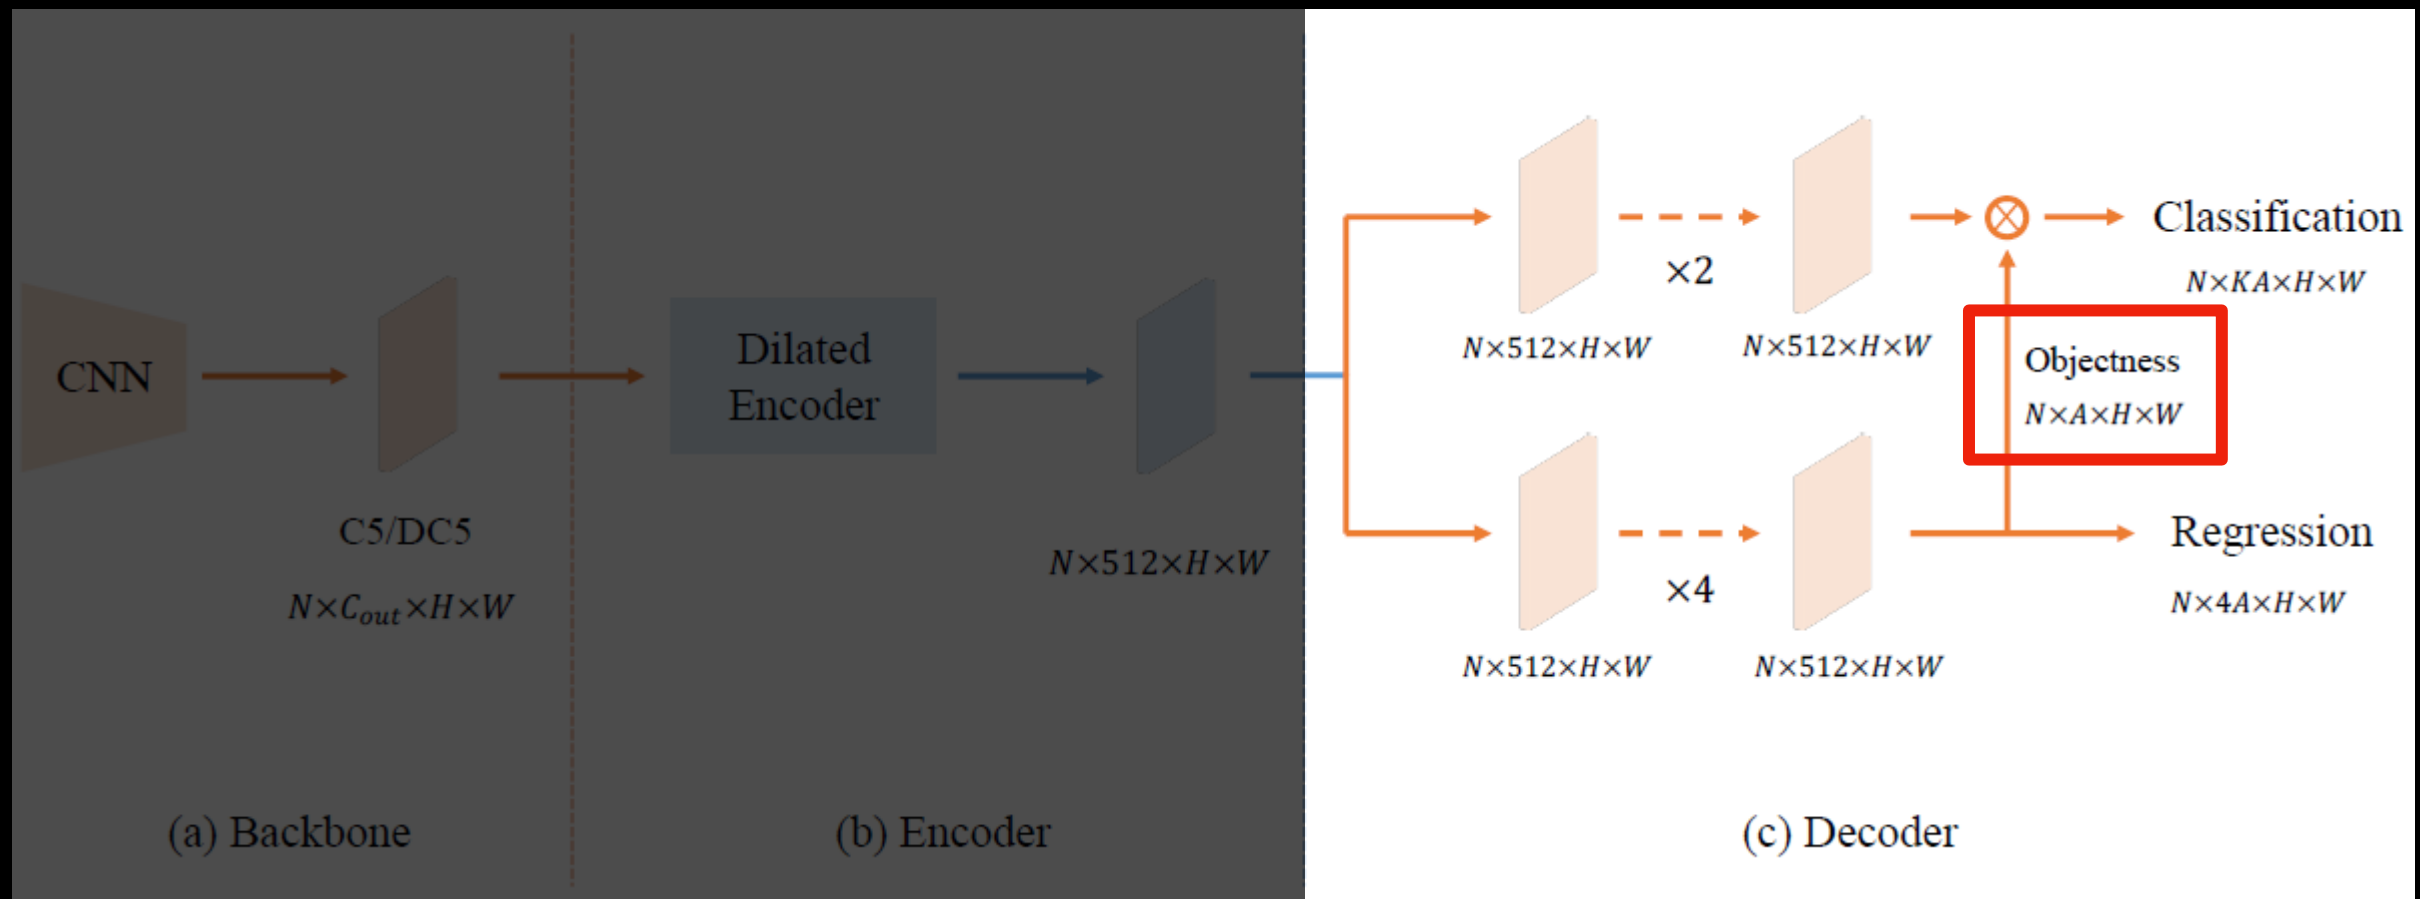 CNN
C5/DC5
N×C_out×H×W
(a) Backbone
Dilated
Encoder
N×512×H×W
(b) Encoder
×2
N×512×H×W
N×512×H×W
Classification
N×KA×H×W
Objectness
N×A×H×W
×4
N×512×H×W
N×512×H×W
Regression
N×4A×H×W
(c) Decoder